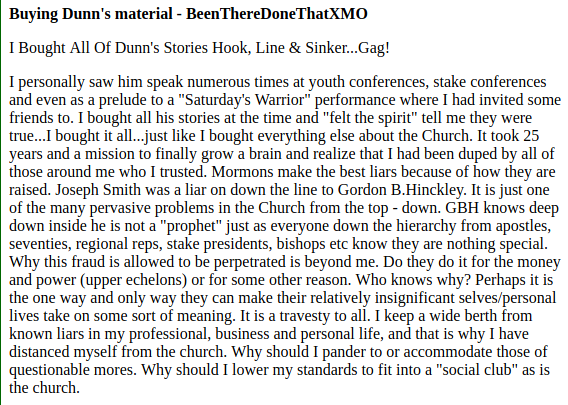 Buying Dunn's material - BeenThereDoneThatXMO
I Bought All Of Dunn's Stories Hook, Line & Sinker...Gag!
I personally saw him speak numerous times at youth conferences, stake conferences
and even as a prelude to a "Saturday's Warrior" performance where I had invited some
friends to. I bought all his stories at the time and "felt the spirit" tell me they were
true...I bought it all...just like I bought everything else about the Church. It took 25
years and a mission to finally grow a brain and realize that I had been duped by all of
those around me who I trusted. Mormons make the best liars because of how they are
raised. Joseph Smith was a liar on down the line to Gordon B.Hinckley. It is just one
of the many pervasive problems in the Church from the top - down. GBH knows deep
down inside he is not a "prophet" just as everyone down the hierarchy from apostles,
seventies, regional reps, stake presidents, bishops etc know they are nothing special.
Why this fraud is allowed to be perpetrated is beyond me. Do they do it for the money
and power (upper echelons) or for some other reason. Who knows why? Perhaps it is
the one way and only way they can make their relatively insignificant selves/personal
lives take on some sort of meaning. It is a travesty to all. I keep a wide berth from
known liars in my professional, business and personal life, and that is why I have
distanced myself from the church. Why should I pander to or accommodate those of
questionable mores. Why should I lower my standards to fit into a "social club" as is
the church.